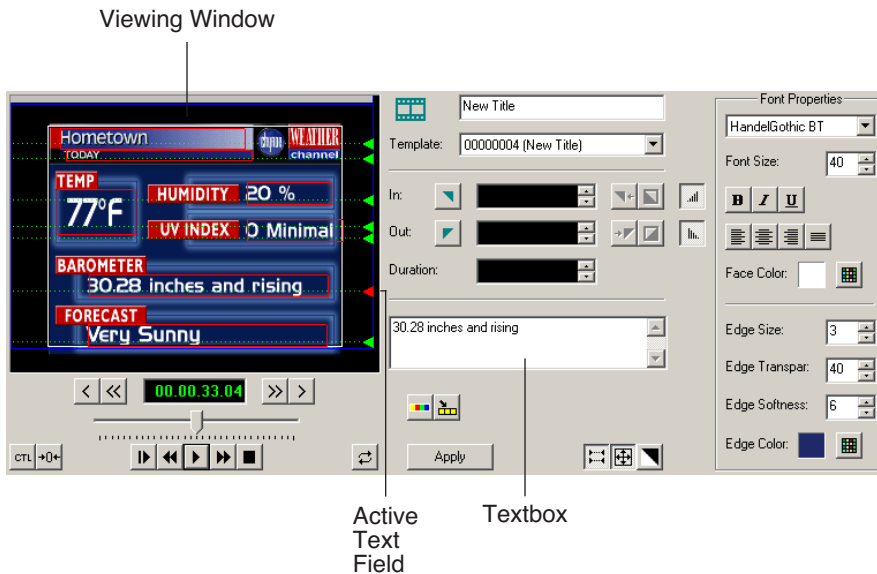 Viewing Window
Hometown
TODAY
chyron
WEATHER
channel
TEMP
77°F
HUMIDITY 20 %
UV INDEX 0 Minimal
BAROMETER
30.28 inches and rising
FORECAST
Very Sunny
00.00.33.04
CTL →0←
New Title
Template: 00000004 (New Title)
In:
Out:
Duration:
30.28 inches and rising
Apply
Font Properties
HandelGothic BT
Font Size: 40
B I U
Face Color:
Edge Size: 3
Edge Transpar: 40
Edge Softness: 6
Edge Color:
Active
Text
Field
Textbox